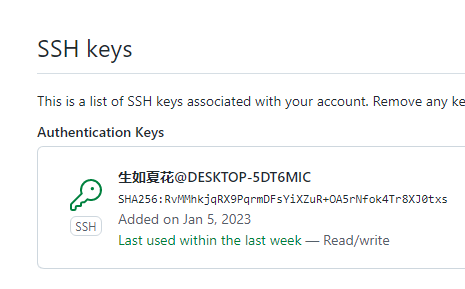 SSH keys
This is a list of SSH keys associated with your account. Remove any ke
Authentication Keys
生如夏花@DESKTOP-5DT6MIC
SHA256:RvMMhkjqRX9PqrmDFsYiXZuR+OA5rNfok4Tr8XJ0txs
Added on Jan 5, 2023
SSH
Last used within the last week — Read/write